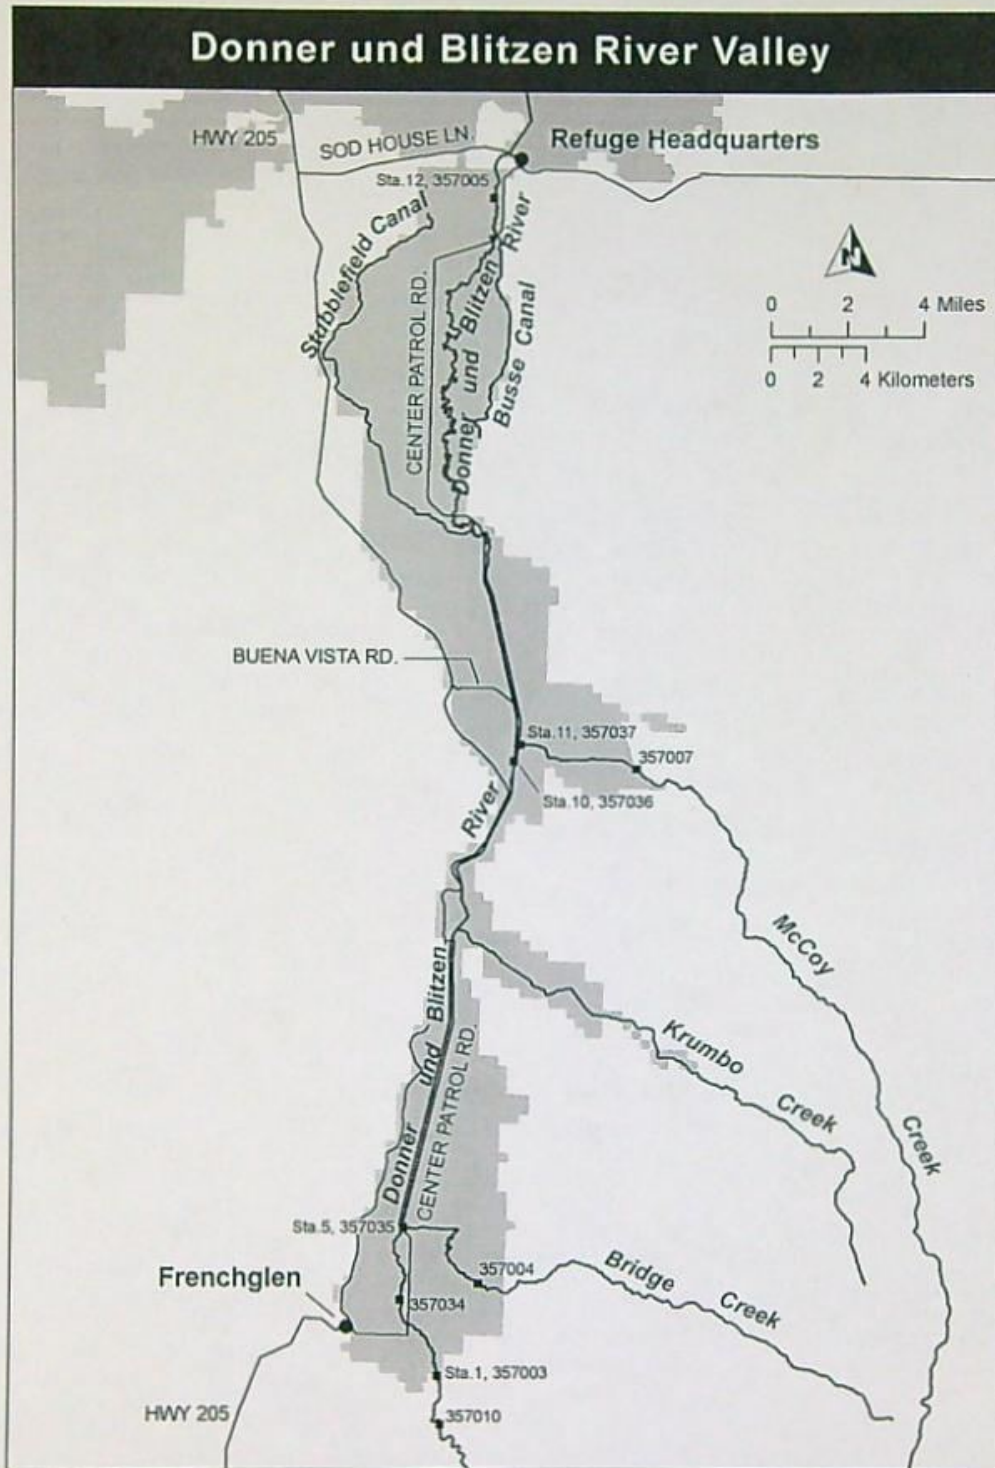 Donner und Blitzen River Valley
HWY 205
SOD HOUSE LN.
Refuge Headquarters
Sta.12, 357005
Stubblefield Canal
CENTER PATROL RD.
Donner und Blitzen River
Busse Canal
N
0 2 4 Miles
0 2 4 Kilometers
BUENA VISTA RD.
Sta.11, 357037
357007
Sta.10, 357036
McCoy Creek
Krumbo Creek
Donner und Blitzen River
CENTER PATROL RD.
Sta.5, 357035
357004
Bridge Creek
Frenchglen
357034
Sta.1, 357003
HWY 205
357010